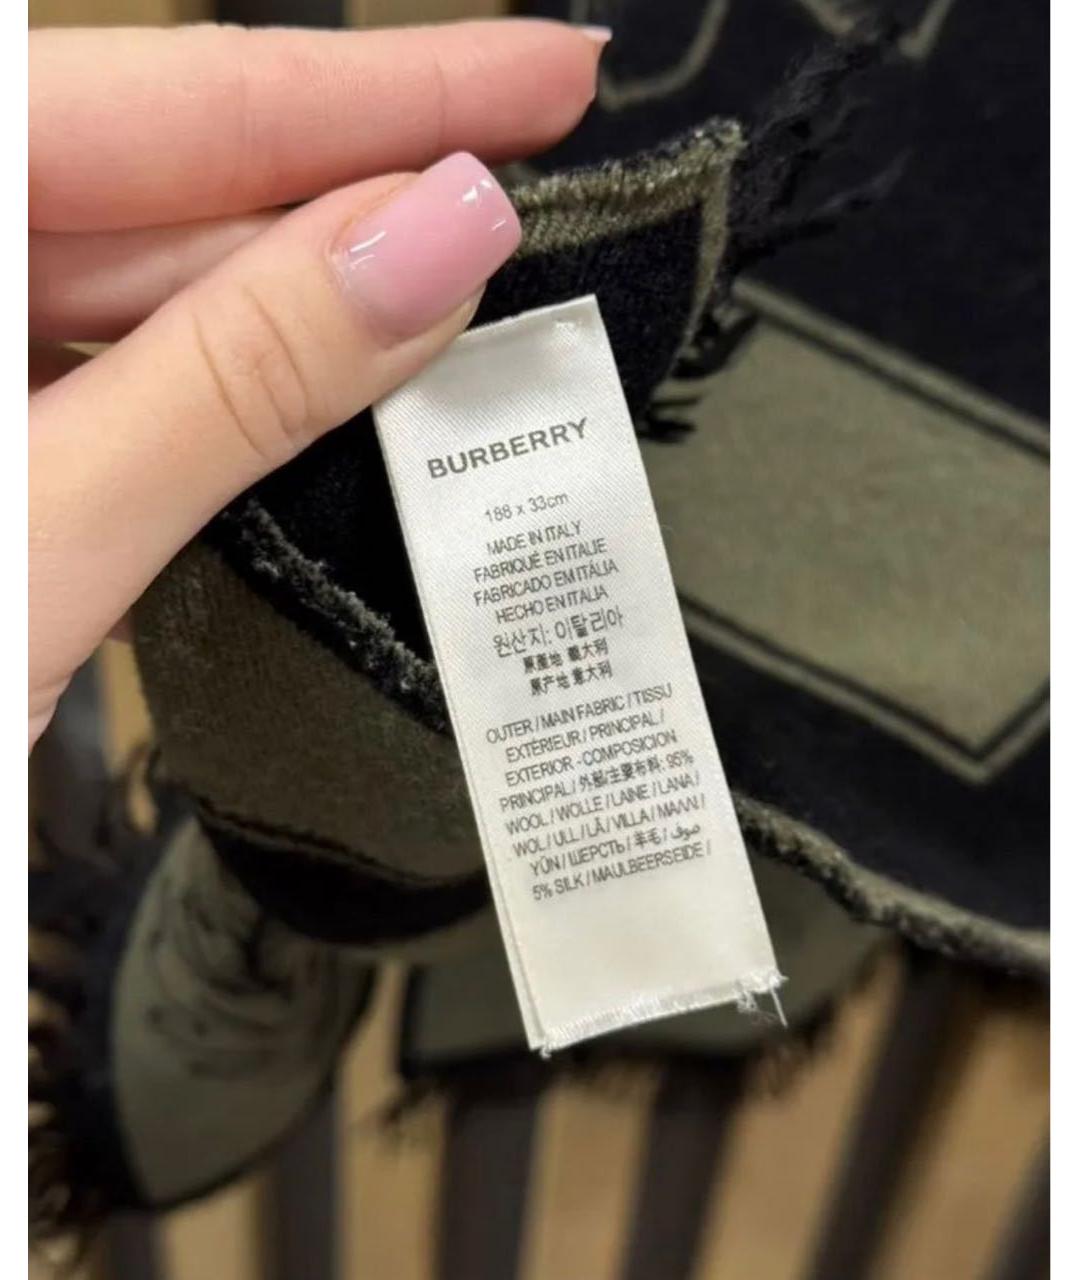 BURBERRY
188 x 33cm
MADE IN ITALY
FABRIQUÉ EN ITALIE
FABRICADO EM ITÁLIA
HECHO EN ITALIA
원산지: 이탈리아
原產地 義大利
原产地 意大利
OUTER / MAIN FABRIC / TISSU
EXTÉRIEUR / PRINCIPAL /
EXTERIOR - COMPOSICION
PRINCIPAL / 外部/主要布料: 95%
WOOL / WOLLE / LAINE / LANA /
WOL / ULL / LÃ / VILLA / ΜΑΛΛΙ /
YÜN / ШЕРСТЬ / 羊毛 / صوف /
5% SILK / MAULBEERSEIDE /